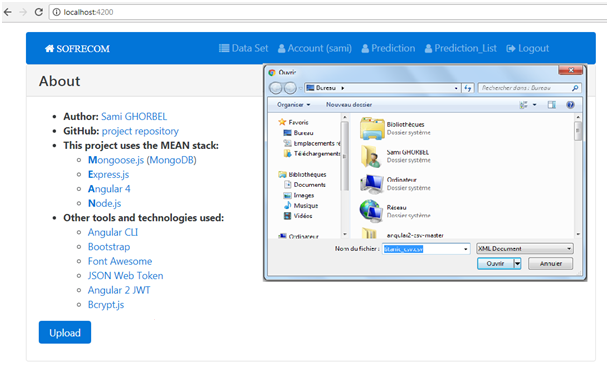 localhost:4200
SOFRECOM
Data Set Account (sami) Prediction Prediction_List Logout
About
Author: Sami GHORBEL
GitHub: project repository
This project uses the MEAN stack:
Mongoose.js (MongoDB)
Express.js
Angular 4
Node.js
Other tools and technologies used:
Angular CLI
Bootstrap
Font Awesome
JSON Web Token
Angular 2 JWT
Bcrypt.js
Upload
Ouvrir
Bureau
Rechercher dans : Bureau
Organiser Nouveau dossier
Favoris
Bureau
Emplacements ré
Téléchargements
Bibliothèques
Documents
Images
Musique
Vidéos
Ordinateur
Bibliothèques
Dossier système
Sami GHORBEL
Dossier système
Ordinateur
Dossier système
Réseau
Dossier système
angular2-csv-master
Nom du fichier :
XML Document
Ouvrir Annuler